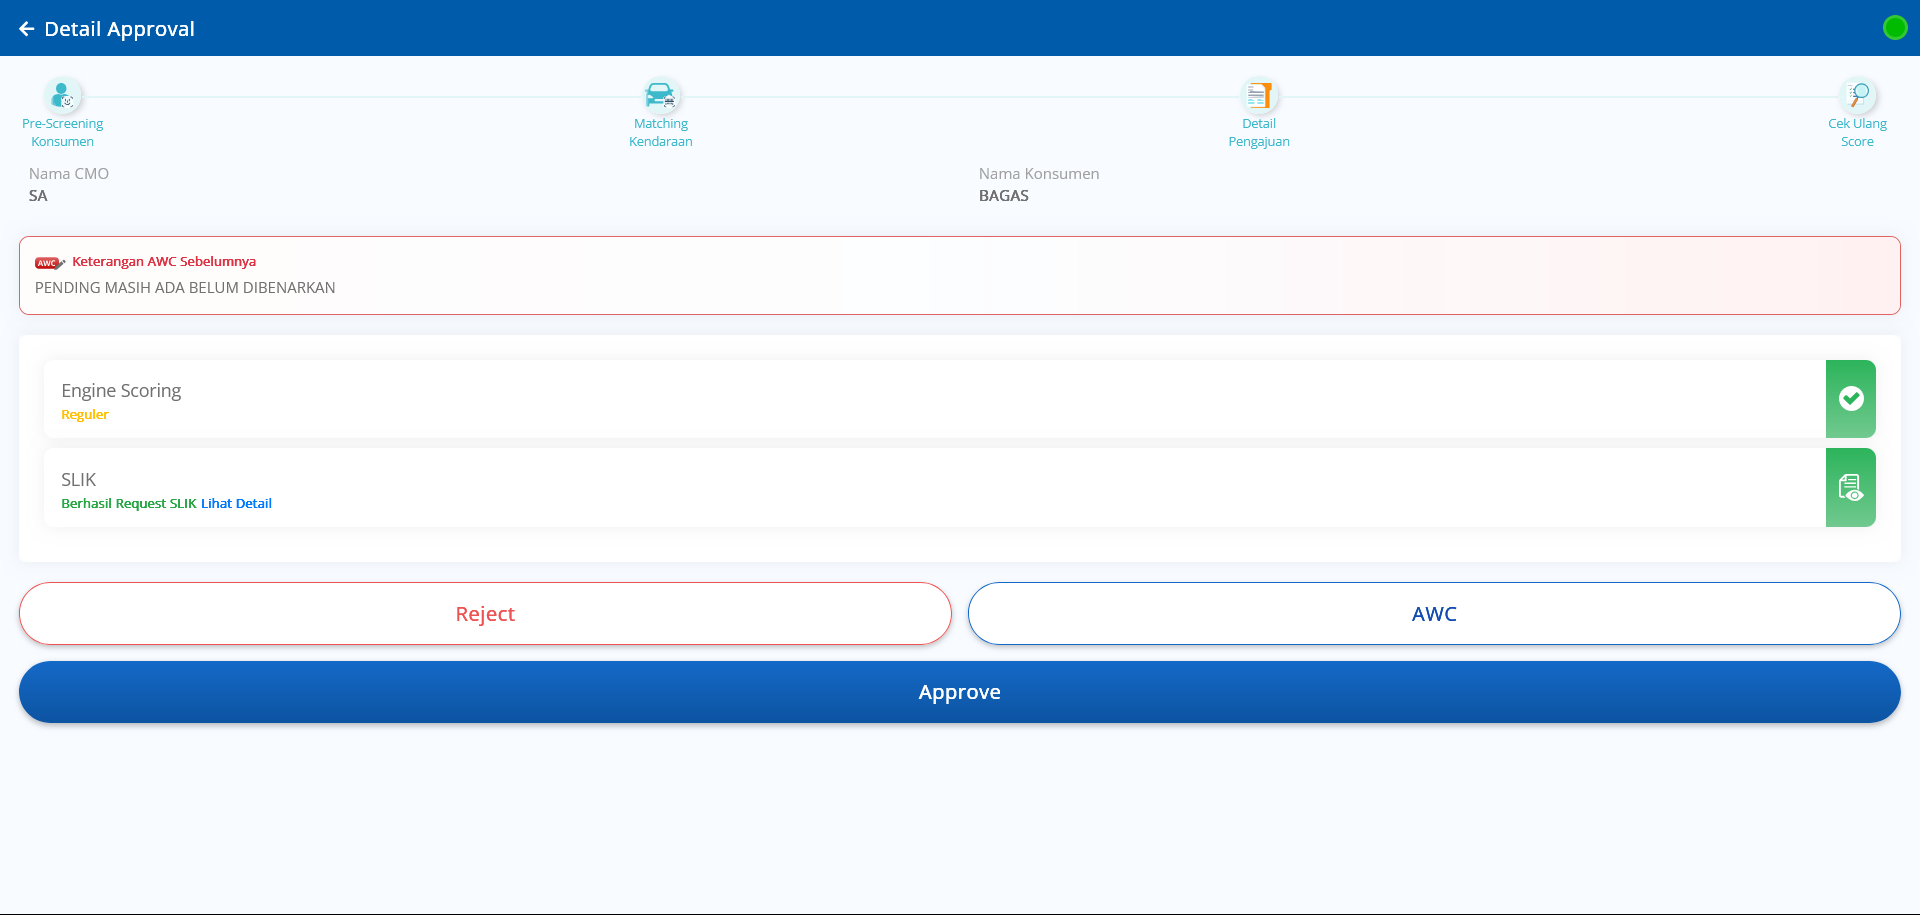 Detail Approval
Pre-Screening
Konsumen
Matching
Kendaraan
Detail
Pengajuan
Cek Ulang
Score
Nama CMO
SA
Nama Konsumen
BAGAS
AWC
Keterangan AWC Sebelumnya
PENDING MASIH ADA BELUM DIBENARKAN
Engine Scoring
Reguler
SLIK
Berhasil Request SLIK Lihat Detail
Reject
AWC
Approve